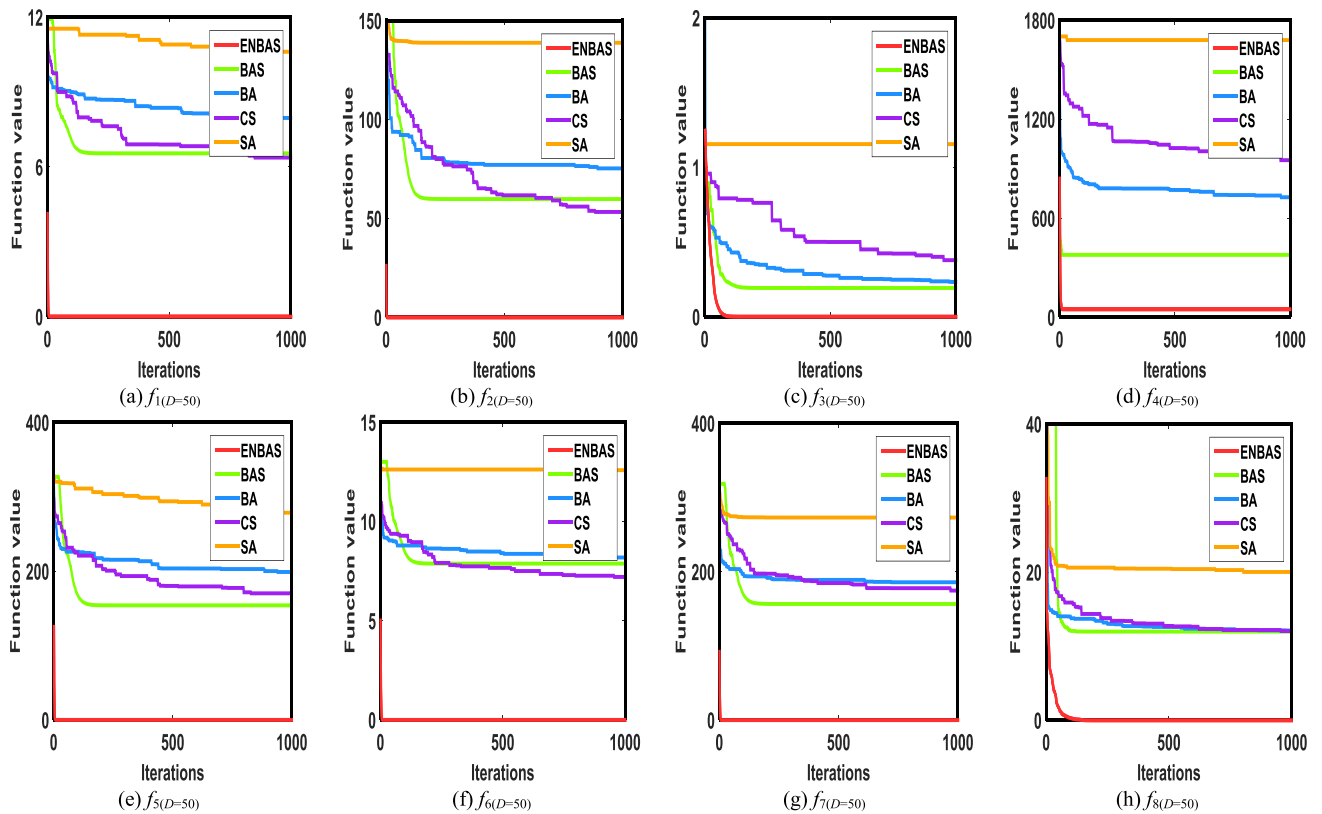 12
6
0
Function value
0
500
1000
Iterations
ENBAS
BAS
BA
CS
SA
(a) f1(D=50)
150
100
50
0
Function value
0
500
1000
Iterations
ENBAS
BAS
BA
CS
SA
(b) f2(D=50)
2
1
0
Function value
0
500
1000
Iterations
ENBAS
BAS
BA
CS
SA
(c) f3(D=50)
1800
1200
600
0
Function value
0
500
1000
Iterations
ENBAS
BAS
BA
CS
SA
(d) f4(D=50)
400
200
0
Function value
0
500
1000
Iterations
ENBAS
BAS
BA
CS
SA
(e) f5(D=50)
15
10
5
0
Function value
0
500
1000
Iterations
ENBAS
BAS
BA
CS
SA
(f) f6(D=50)
400
200
0
Function value
0
500
1000
Iterations
ENBAS
BAS
BA
CS
SA
(g) f7(D=50)
40
20
0
Function value
0
500
1000
Iterations
ENBAS
BAS
BA
CS
SA
(h) f8(D=50)